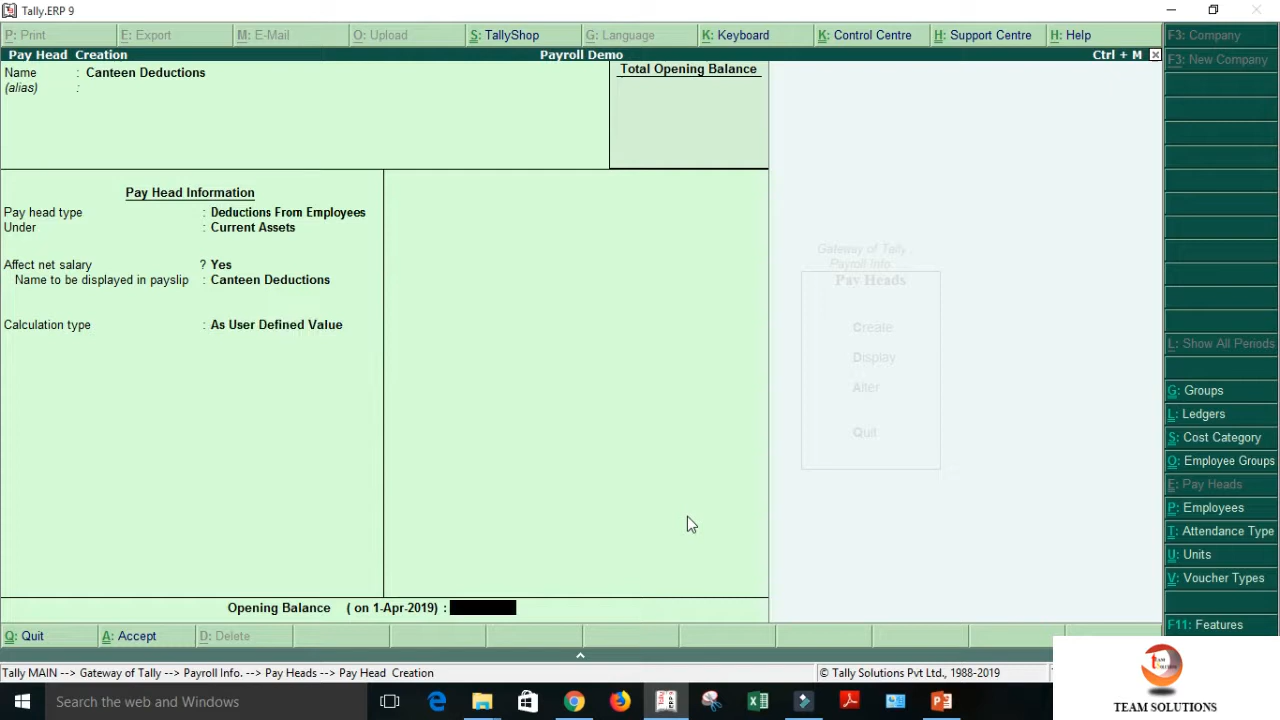 Tally.ERP 9
P: Print E: Export M: E-Mail O: Upload S: TallyShop G: Language K: Keyboard K: Control Centre H: Support Centre H: Help
F3: Company
Pay Head Creation Payroll Demo Ctrl + M
F3: New Company
Name : Canteen Deductions
(alias) :
Total Opening Balance
Pay Head Information
Pay head type : Deductions From Employees
Under : Current Assets
Affect net salary ? Yes
Name to be displayed in payslip : Canteen Deductions
Calculation type : As User Defined Value
Gateway of Tally .
Payroll Info.
Pay Heads
Create
Display
Alter
Quit
L: Show All Periods
G: Groups
L: Ledgers
S: Cost Category
O: Employee Groups
E: Pay Heads
P: Employees
T: Attendance Type
U: Units
V: Voucher Types
F11: Features
Opening Balance ( on 1-Apr-2019) :
Q: Quit A: Accept D: Delete
Tally MAIN --> Gateway of Tally --> Payroll Info. --> Pay Heads --> Pay Head Creation © Tally Solutions Pvt Ltd., 1988-2019
Search the web and Windows
TEAM SOLUTIONS